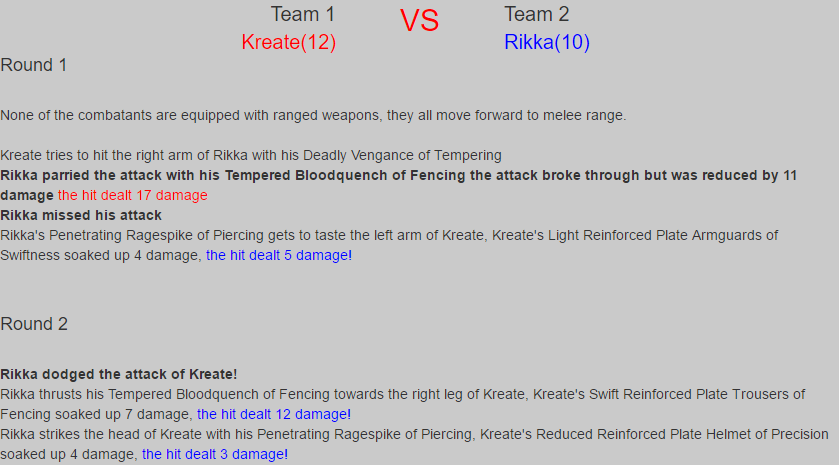 Team 1 VS Team 2
Kreate(12) Rikka(10)
Round 1
None of the combatants are equipped with ranged weapons, they all move forward to melee range.
Kreate tries to hit the right arm of Rikka with his Deadly Vengance of Tempering
Rikka parried the attack with his Tempered Bloodquench of Fencing the attack broke through but was reduced by 11
damage the hit dealt 17 damage
Rikka missed his attack
Rikka's Penetrating Ragespike of Piercing gets to taste the left arm of Kreate, Kreate's Light Reinforced Plate Armguards of
Swiftness soaked up 4 damage, the hit dealt 5 damage!
Round 2
Rikka dodged the attack of Kreate!
Rikka thrusts his Tempered Bloodquench of Fencing towards the right leg of Kreate, Kreate's Swift Reinforced Plate Trousers of
Fencing soaked up 7 damage, the hit dealt 12 damage!
Rikka strikes the head of Kreate with his Penetrating Ragespike of Piercing, Kreate's Reduced Reinforced Plate Helmet of Precision
soaked up 4 damage, the hit dealt 3 damage!